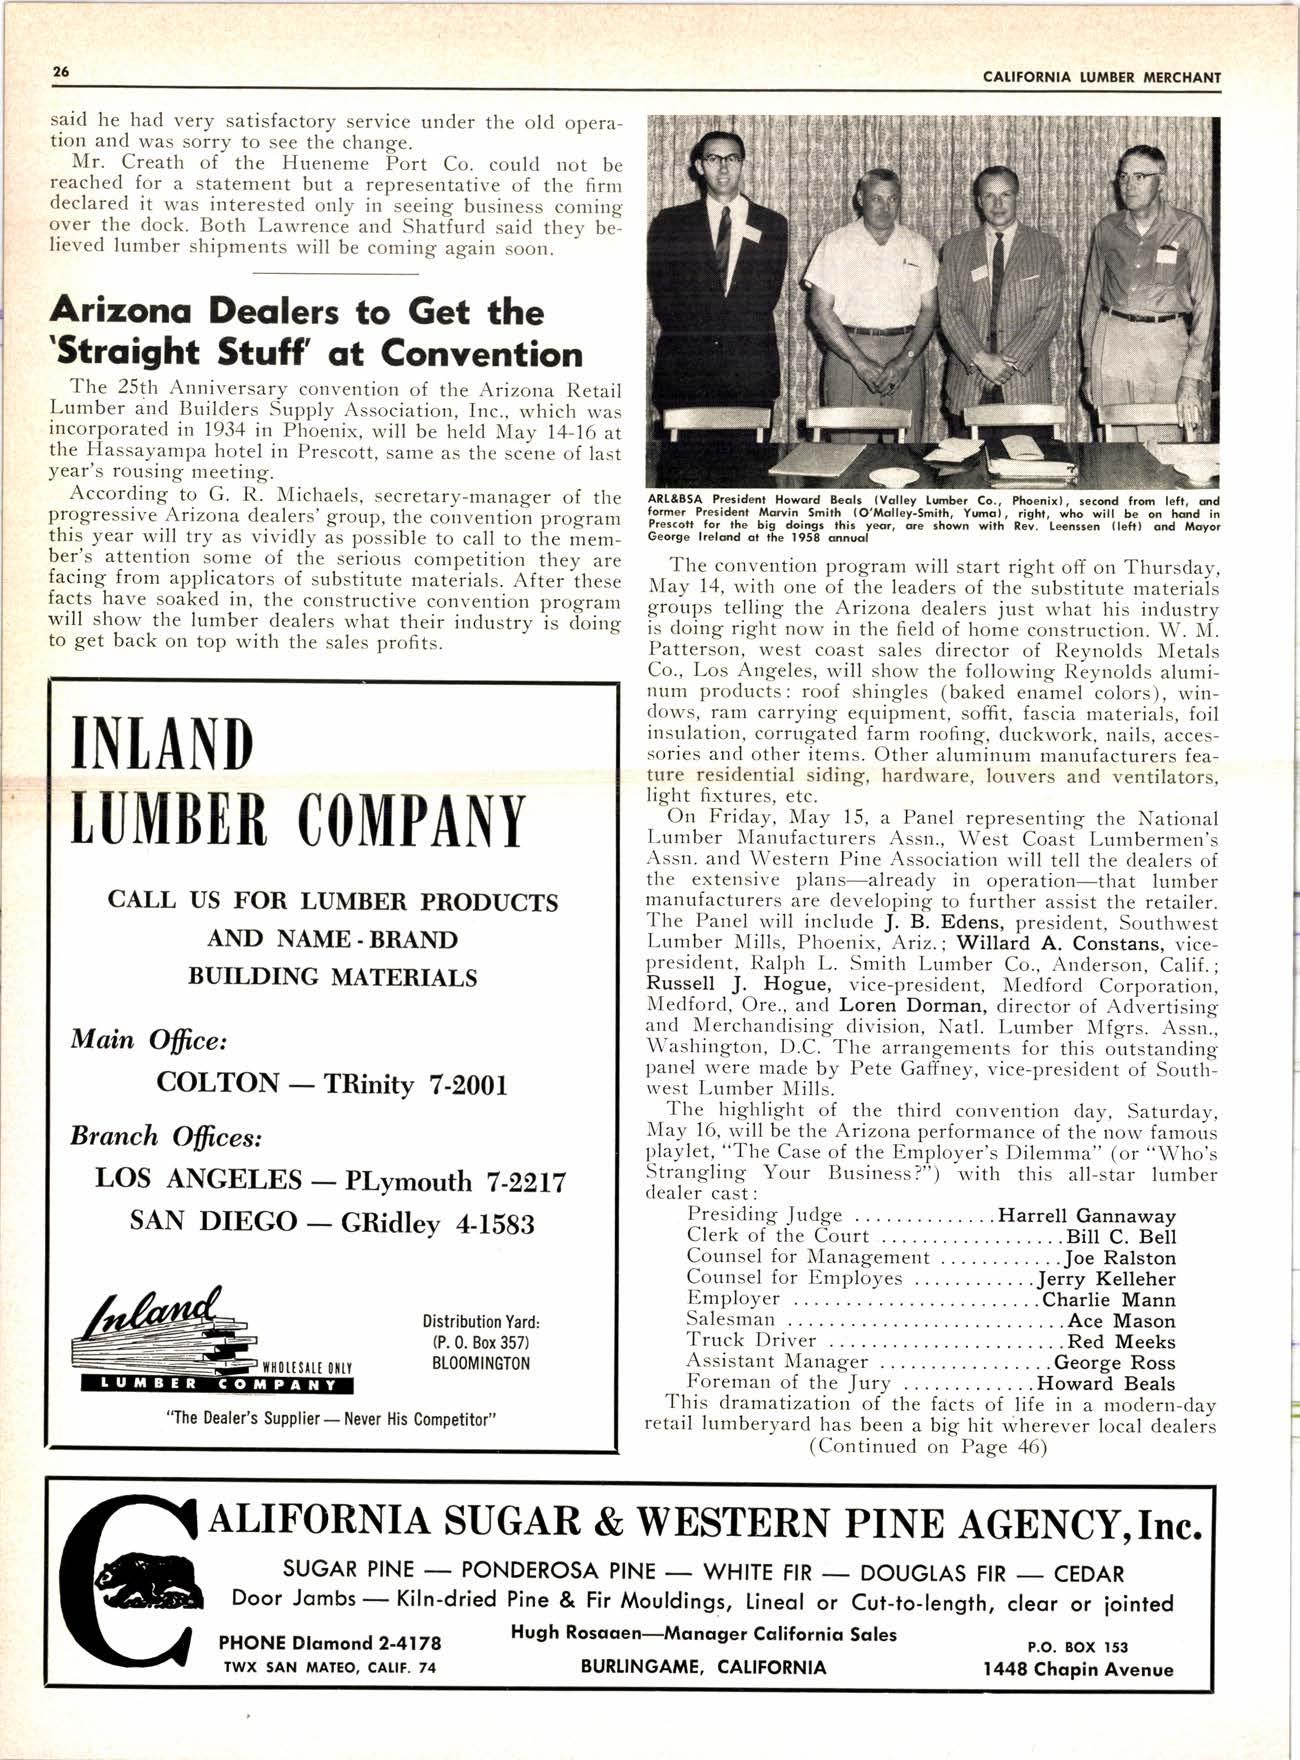 26
CALIFORNIA LUMBER MERCHANT
said he had very satisfactory service under the old opera-
tion and was sorry to see the change.
Mr. Creath of the Hueneme Port Co. could not be
reached for a statement but a representative of the firm
declared it was interested only in seeing business coming
over the dock. Both Lawrence and Shatfurd said they be-
lieved lumber shipments will be coming again soon.
Arizona Dealers to Get the
'Straight Stuff' at Convention
The 25th Anniversary convention of the Arizona Retail
Lumber and Builders Supply Association, Inc., which was
incorporated in 1934 in Phoenix, will be held May 14-16 at
the Hassayampa hotel in Prescott, same as the scene of last
year's rousing meeting.
According to G. R. Michaels, secretary-manager of the
progressive Arizona dealers' group, the convention program
this year will try as vividly as possible to call to the mem-
ber's attention some of the serious competition they are
facing from applicators of substitute materials. After these
facts have soaked in, the constructive convention program
will show the lumber dealers what their industry is doing
to get back on top with the sales profits.
INLAND
LUMBER COMPANY
CALL US FOR LUMBER PRODUCTS
AND NAME-BRAND
BUILDING MATERIALS
Main Office:
COLTON — TRinity 7-2001
Branch Offices:
LOS ANGELES — PLymouth 7-2217
SAN DIEGO — GRidley 4-1583
Inland
WHOLESALE ONLY
LUMBER COMPANY
Distribution Yard:
(P. O. Box 357)
BLOOMINGTON
"The Dealer's Supplier — Never His Competitor"
ARL&BSA President Howard Beals (Valley Lumber Co., Phoenix), second from left, and
former President Marvin Smith (O'Malley-Smith, Yuma), right, who will be on hand in
Prescott for the big doings this year, are shown with Rev. Leenssen (left) and Mayor
George Ireland at the 1958 annual
The convention program will start right off on Thursday,
May 14, with one of the leaders of the substitute materials
groups telling the Arizona dealers just what his industry
is doing right now in the field of home construction. W. M.
Patterson, west coast sales director of Reynolds Metals
Co., Los Angeles, will show the following Reynolds alumi-
num products: roof shingles (baked enamel colors), win-
dows, ram carrying equipment, soffit, fascia materials, foil
insulation, corrugated farm roofing, duckwork, nails, acces-
sories and other items. Other aluminum manufacturers fea-
ture residential siding, hardware, louvers and ventilators,
light fixtures, etc.
On Friday, May 15, a Panel representing the National
Lumber Manufacturers Assn., West Coast Lumbermen's
Assn. and Western Pine Association will tell the dealers of
the extensive plans—already in operation—that lumber
manufacturers are developing to further assist the retailer.
The Panel will include J. B. Edens, president, Southwest
Lumber Mills, Phoenix, Ariz.; Willard A. Constans, vice-
president, Ralph L. Smith Lumber Co., Anderson, Calif.;
Russell J. Hogue, vice-president, Medford Corporation,
Medford, Ore., and Loren Dorman, director of Advertising
and Merchandising division, Natl. Lumber Mfgrs. Assn.,
Washington, D.C. The arrangements for this outstanding
panel were made by Pete Gaffney, vice-president of South-
west Lumber Mills.
The highlight of the third convention day, Saturday,
May 16, will be the Arizona performance of the now famous
playlet, "The Case of the Employer's Dilemma" (or "Who's
Strangling Your Business?") with this all-star lumber
dealer cast:
Presiding Judge .............. Harrell Gannaway
Clerk of the Court .................. Bill C. Bell
Counsel for Management ............ Joe Ralston
Counsel for Employes ............ Jerry Kelleher
Employer ........................ Charlie Mann
Salesman ........................... Ace Mason
Truck Driver ....................... Red Meeks
Assistant Manager ................. George Ross
Foreman of the Jury ............. Howard Beals
This dramatization of the facts of life in a modern-day
retail lumberyard has been a big hit wherever local dealers
(Continued on Page 46)
CALIFORNIA SUGAR & WESTERN PINE AGENCY, Inc.
SUGAR PINE — PONDEROSA PINE — WHITE FIR — DOUGLAS FIR — CEDAR
Door Jambs — Kiln-dried Pine & Fir Mouldings, Lineal or Cut-to-length, clear or jointed
PHONE DIamond 2-4178
TWX SAN MATEO, CALIF. 74
Hugh Rosaaen—Manager California Sales
BURLINGAME, CALIFORNIA
P.O. BOX 153
1448 Chapin Avenue